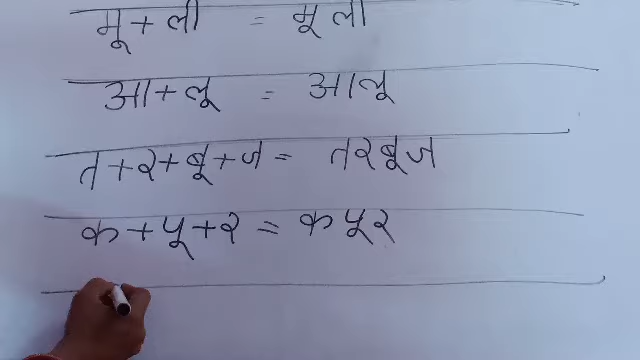 मू + ली = मूली
आ + लू = आलू
त + र + बू + ज = तरबूज
क + पू + र = कपूर